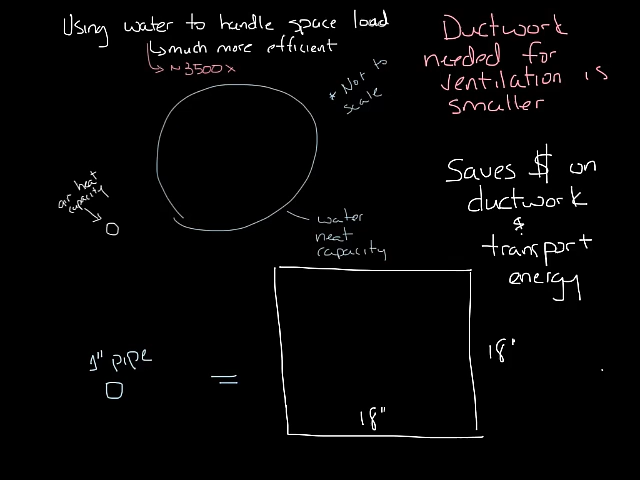 Using water to handle space load
much more efficient
~3500x
* Not to
scale
Ductwork
needed for
ventilation is
smaller
air heat
capacity
water
heat
capacity
Saves $ on
ductwork
&
transport
energy
1" pipe
=
18"
18"